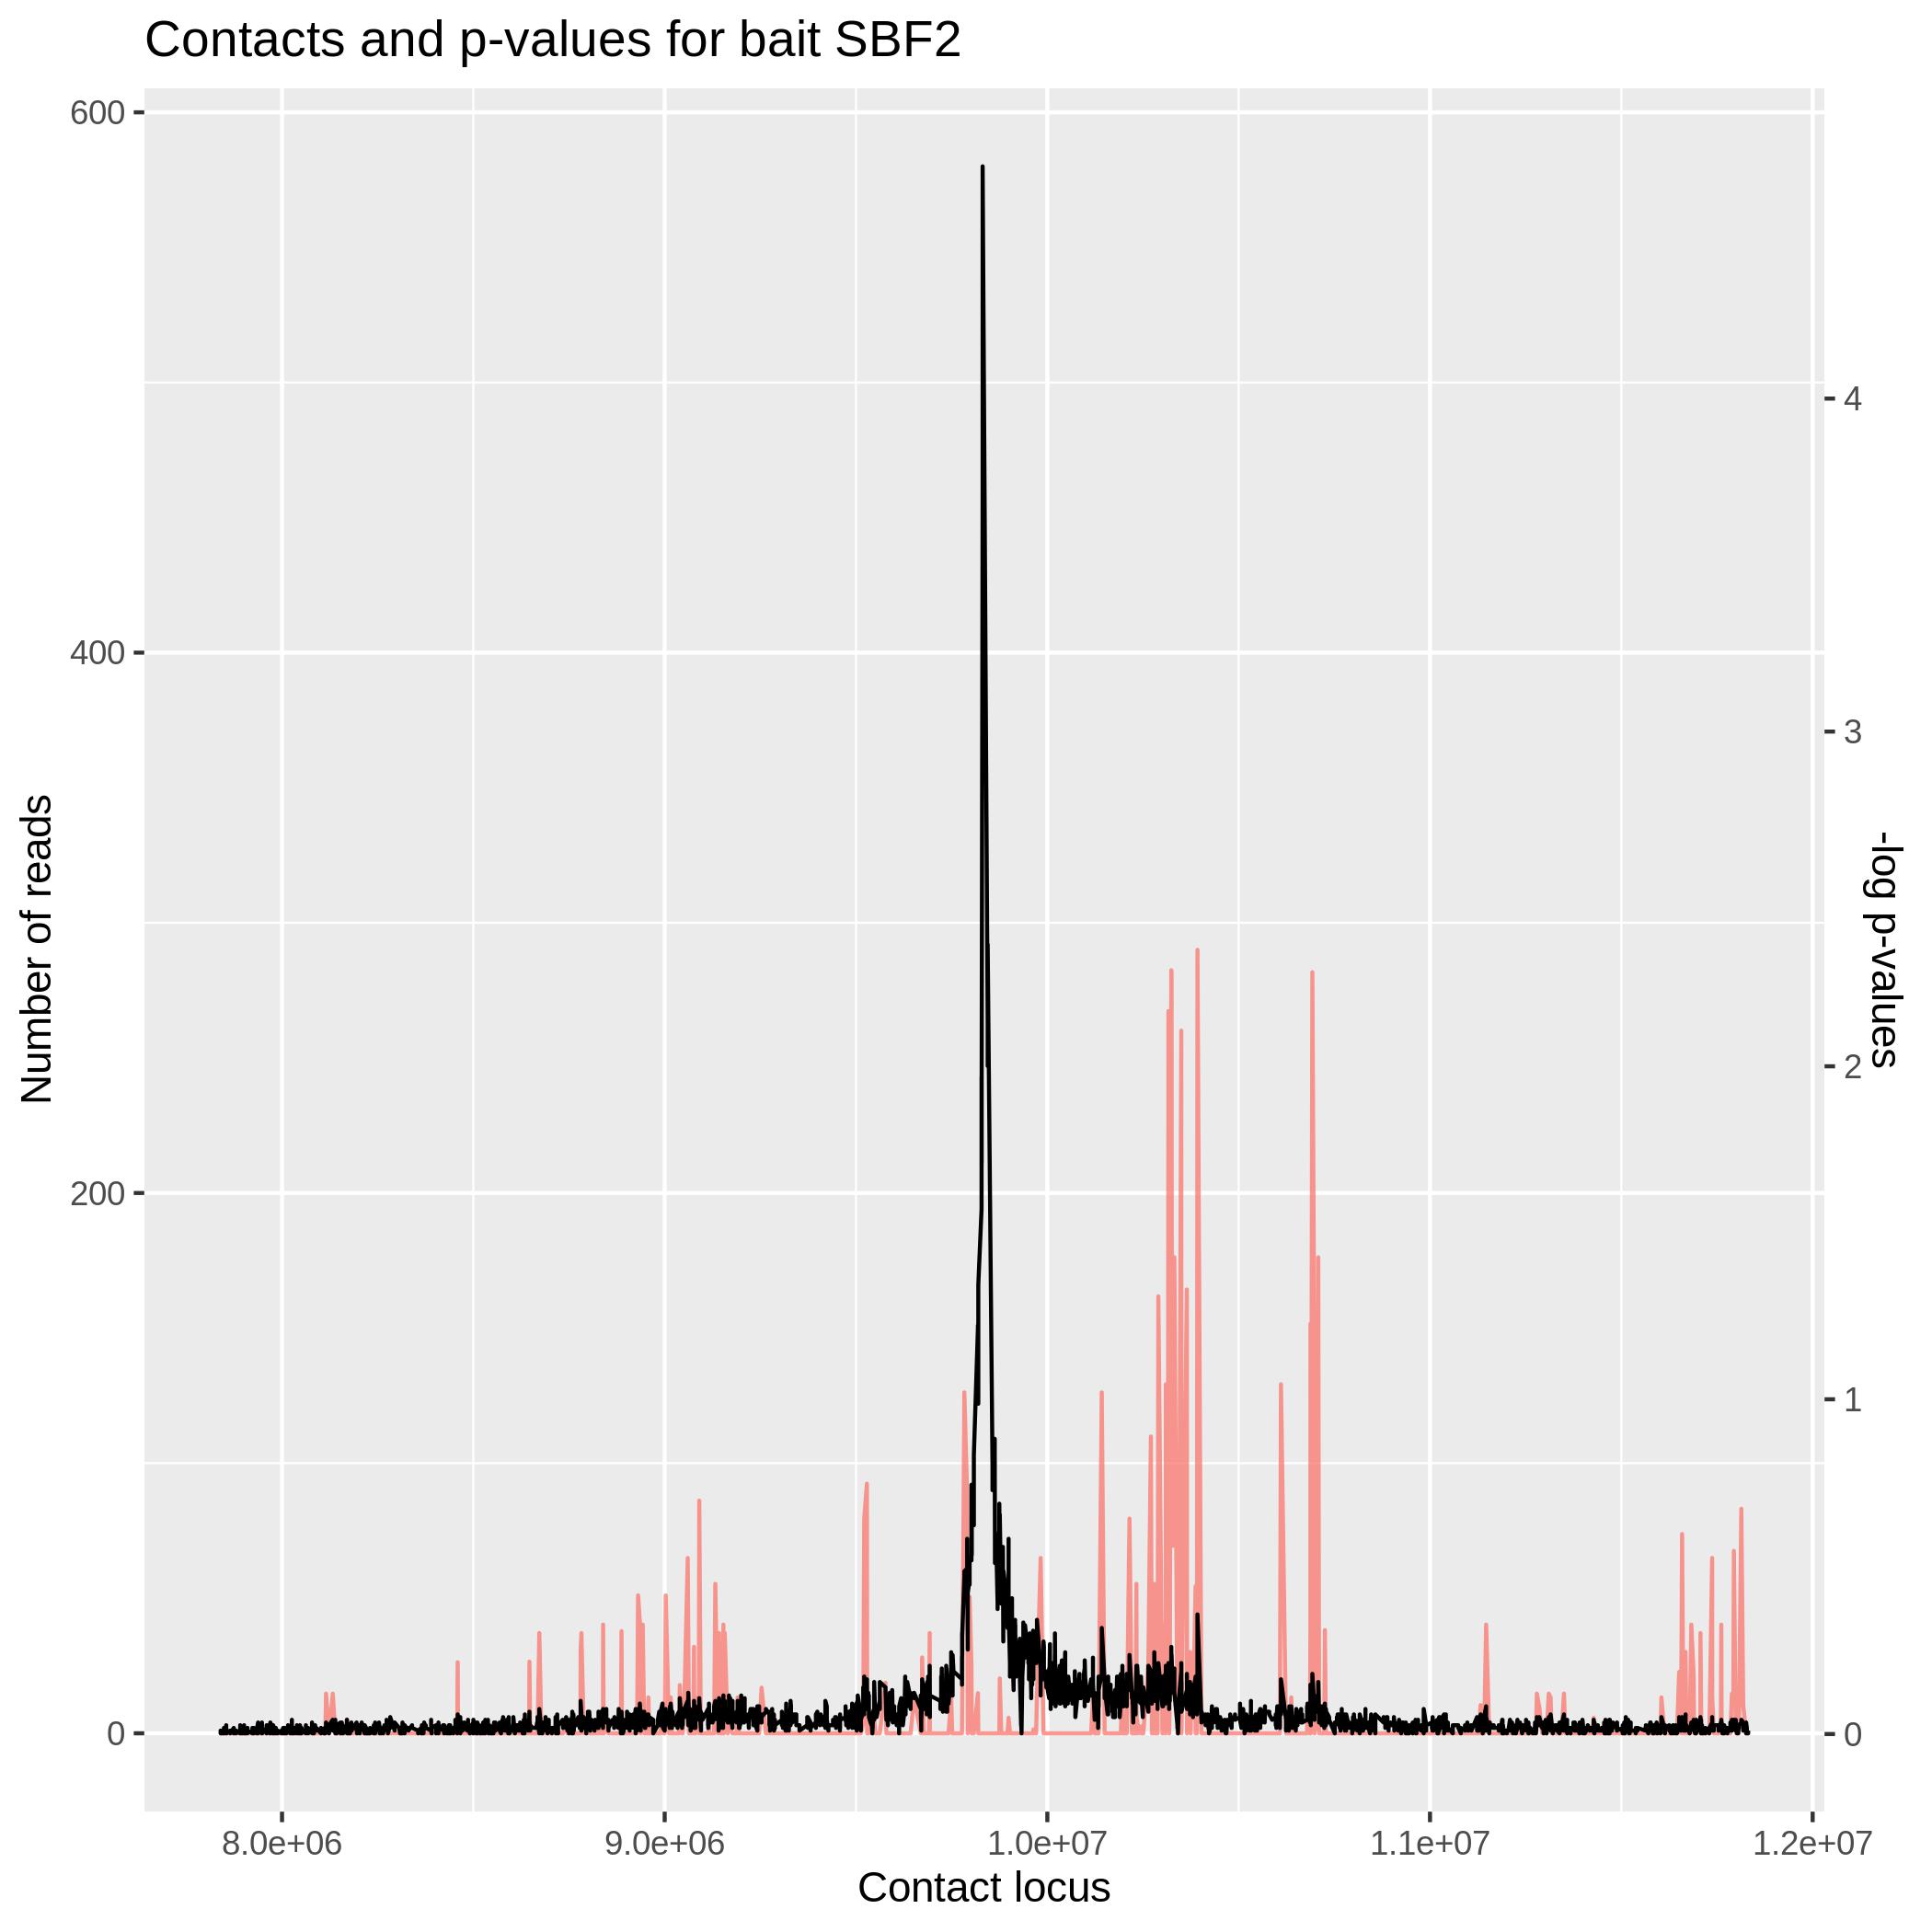 Contacts and p-values for bait SBF2
600
400
200
0
Number of reads
4
3
2
1
0
-log p-values
8.0e+06
9.0e+06
1.0e+07
1.1e+07
1.2e+07
Contact locus